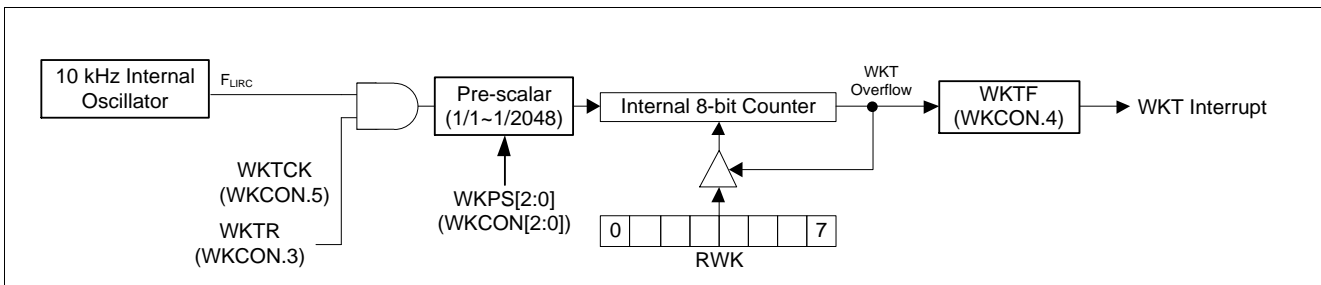 10 kHz Internal
Oscillator
FLIRC
WKTCK
(WKCON.5)
WKTR
(WKCON.3)
Pre-scalar
(1/1~1/2048)
WKPS[2:0]
(WKCON[2:0])
Internal 8-bit Counter
0
7
RWK
WKT
Overflow
WKTF
(WKCON.4)
WKT Interrupt